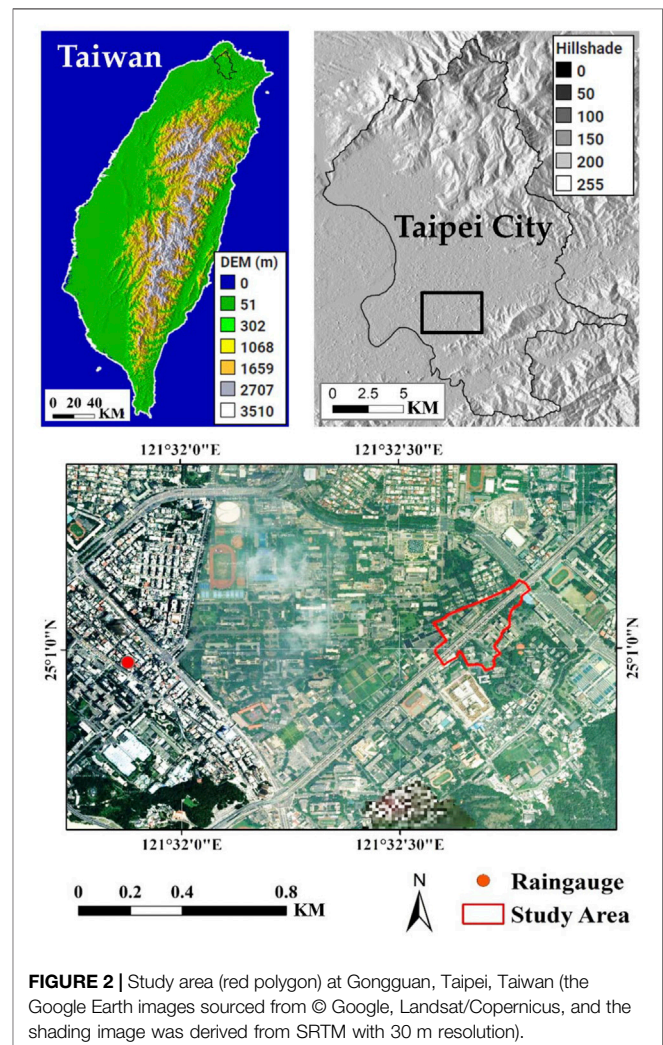 Taiwan
DEM (m)
0
51
302
1068
1659
2707
3510
0 20 40
KM
Hillshade
0
50
100
150
200
255
Taipei City
0 2.5 5
KM
121°32'0"E 121°32'30"E
25°1'0"N 25°1'0"N
121°32'0"E 121°32'30"E
0 0.2 0.4 0.8
KM
N
Raingauge
Study Area
FIGURE 2 | Study area (red polygon) at Gongguan, Taipei, Taiwan (the
Google Earth images sourced from © Google, Landsat/Copernicus, and the
shading image was derived from SRTM with 30 m resolution).